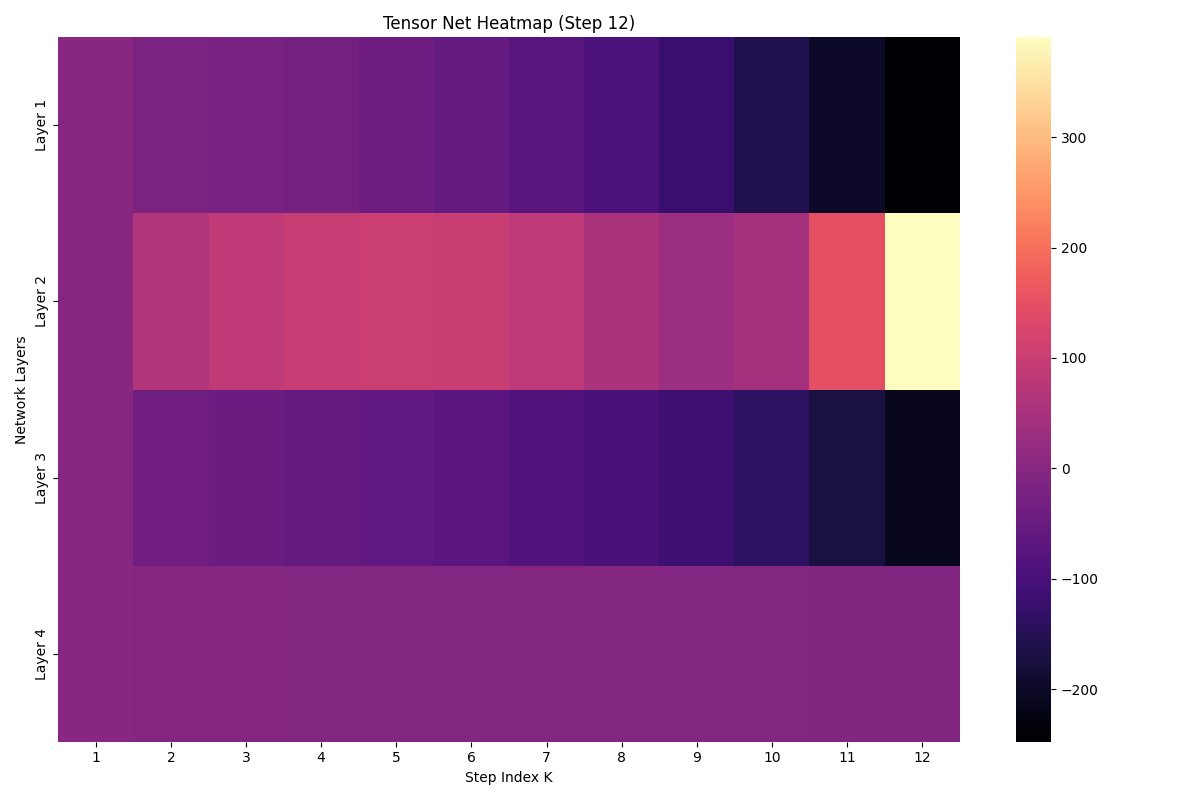 Tensor Net Heatmap (Step 12)
Network Layers
Layer 1
Layer 2
Layer 3
Layer 4
1 2 3 4 5 6 7 8 9 10 11 12
Step Index K
300
200
100
0
−100
−200